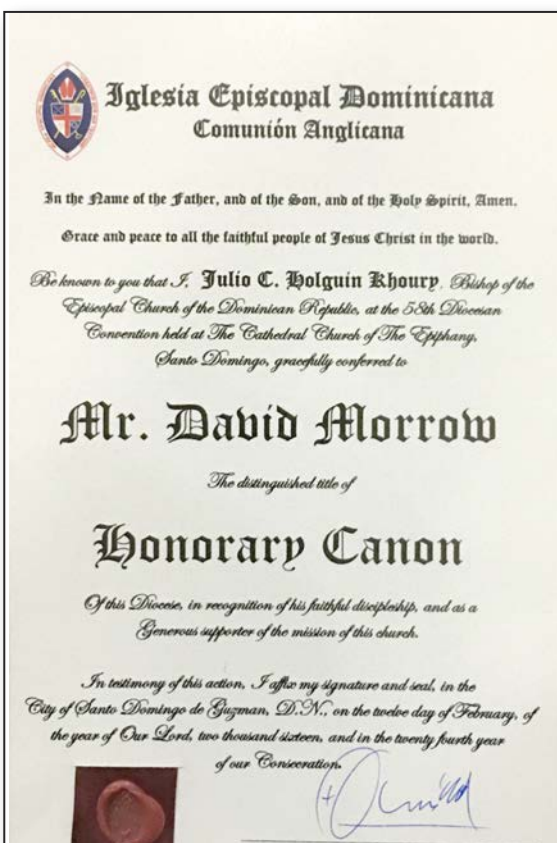 Iglesia Episcopal Dominicana
Comunión Anglicana
In the Name of the Father, and of the Son, and of the Holy Spirit, Amen.
Grace and peace to all the faithful people of Jesus Christ in the world.
Be known to you that I, Julio C. Holguin Khoury, Bishop of the
Episcopal Church of the Dominican Republic, at the 58th Diocesan
Convention held at The Cathedral Church of The Epiphany,
Santo Domingo, gracefully conferred to
Mr. David Morrow
The distinguished title of
Honorary Canon
Of this Diocese, in recognition of his faithful discipleship, and as a
Generous supporter of the mission of this church.
In testimony of this action, I affix my signature and seal, in the
City of Santo Domingo de Guzman, D.N., on the twelve day of February, of
the year of Our Lord, two thousand sixteen, and in the twenty fourth year
of our Consecration.